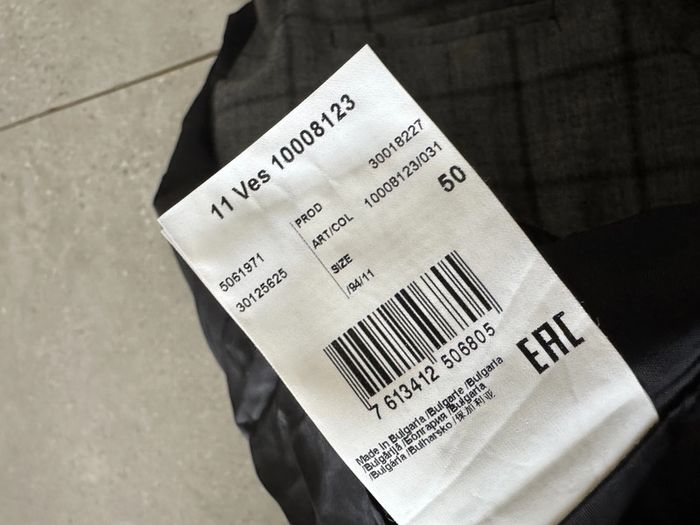 11 Ves 10008123
PROD 30018227
5061971 ART/COL 10008123/031
30125625 SIZE 50
/94/11
7 613412 506805
EAC
Made in Bulgaria /Bulgarie /Bulgaria
/Bulgārijā /Болгария /Bulgaria
/Bulgária /Bulharsko /保加利亚